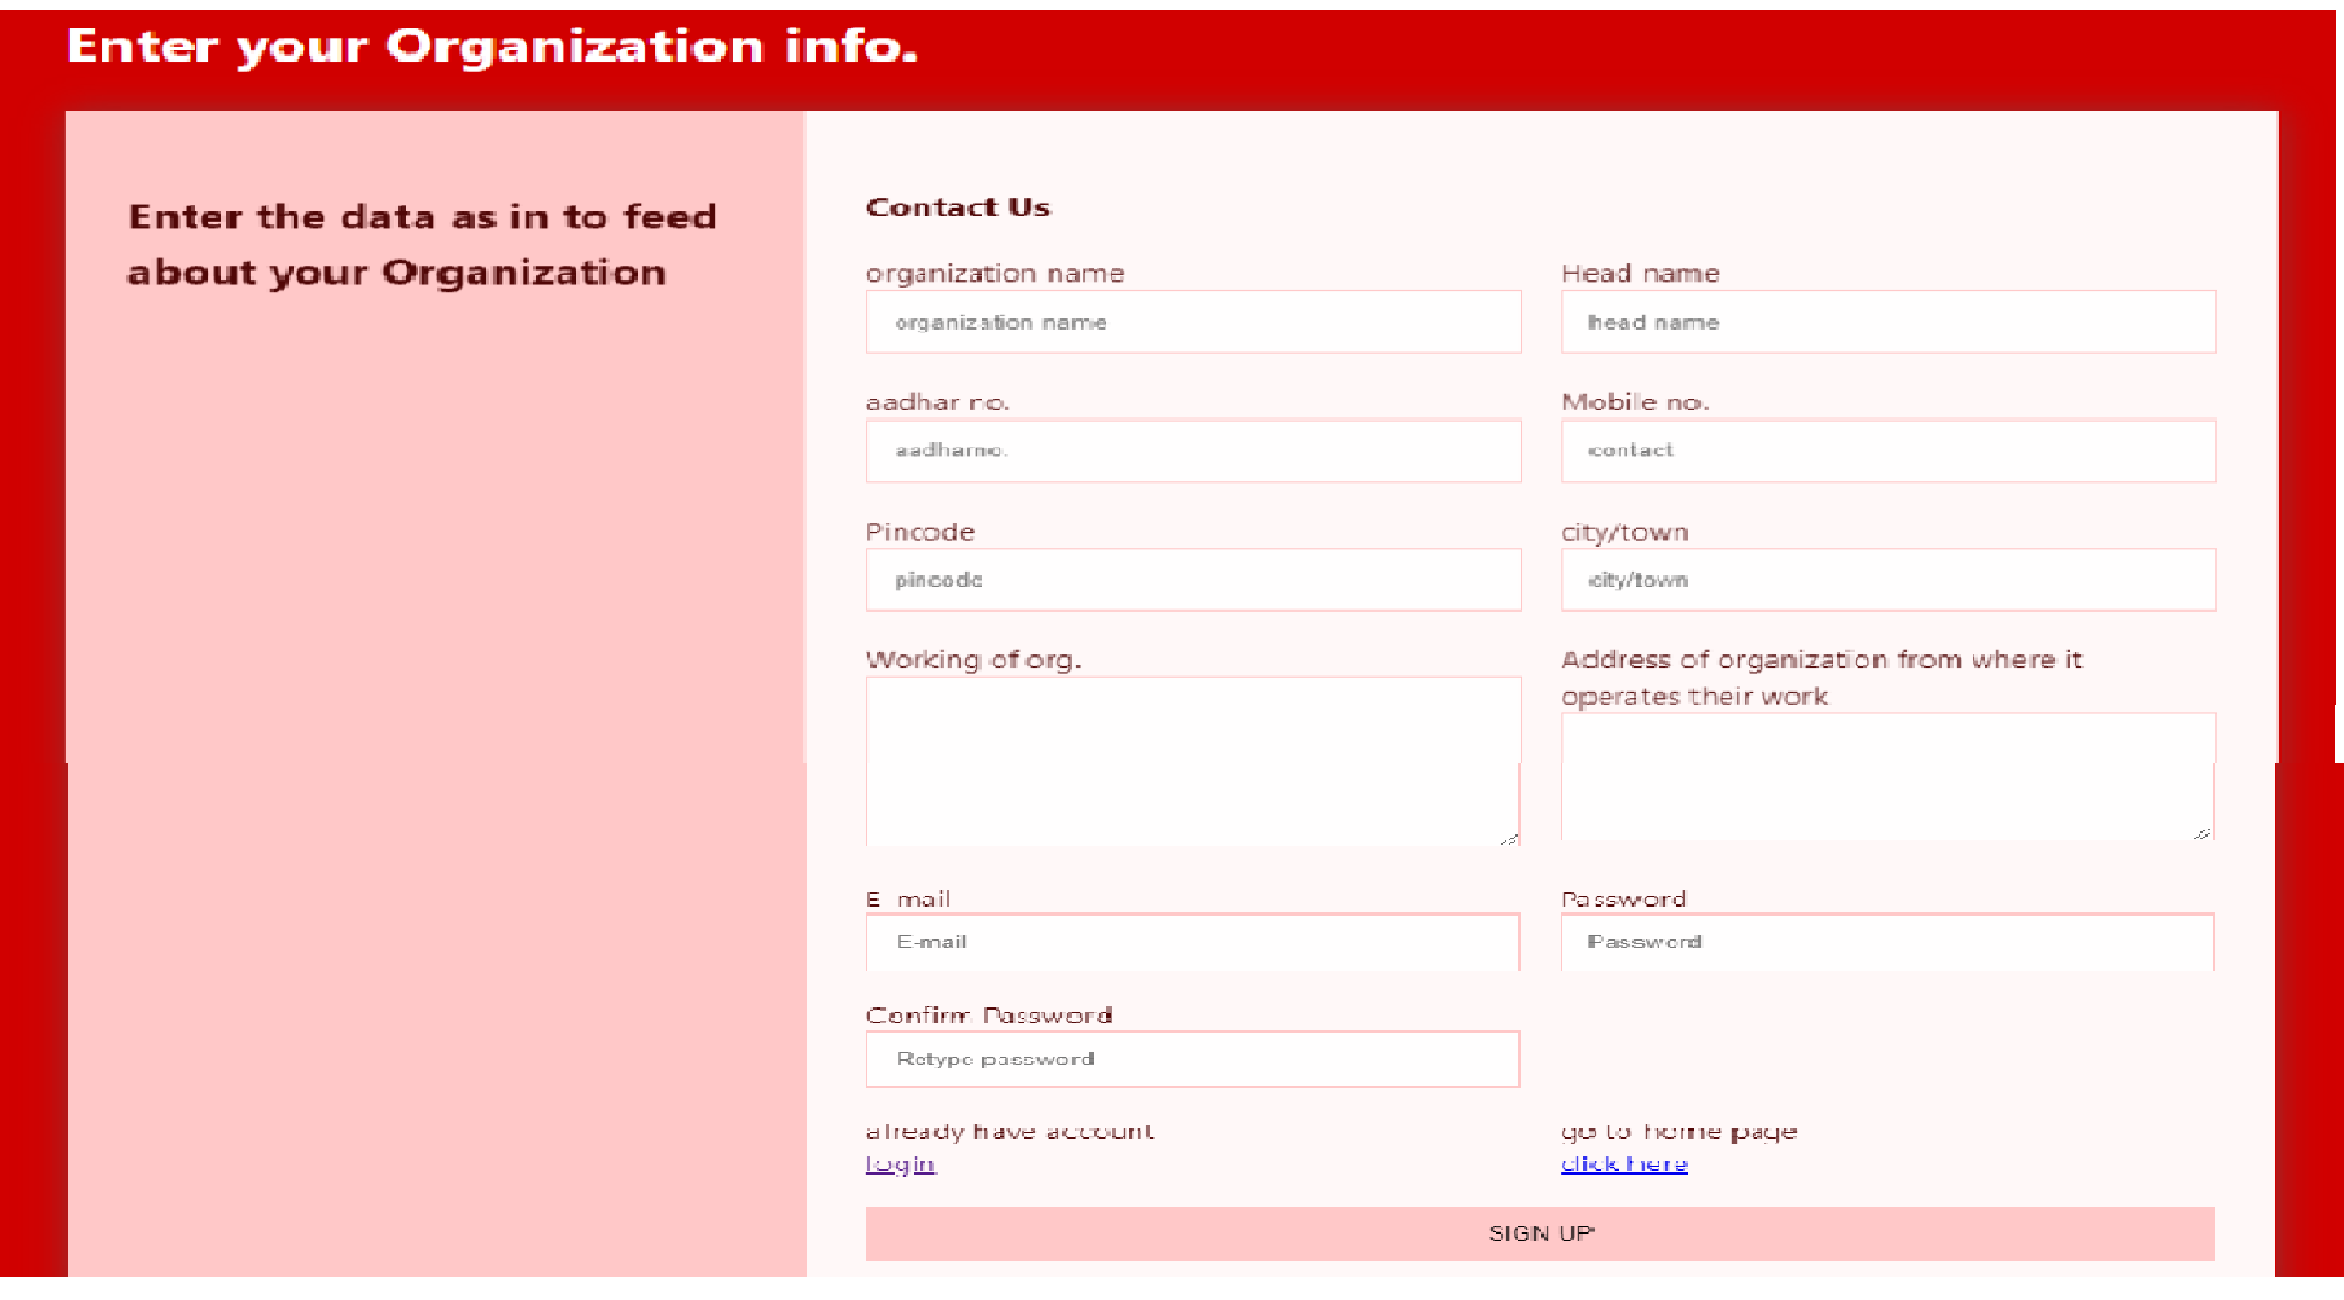 Enter your Organization info.
Enter the data as in to feed
about your Organization
Contact Us
organization name
Head name
organization name
head name
aadhar no.
Mobile no.
aadharno.
contact
Pincode
city/town
pincode
city/town
Working of org.
Address of organization from where it
operates their work
E mail
Password
E-mail
Password
Confirm Password
Retype password
already have account
go to home page
login
click here
SIGN UP